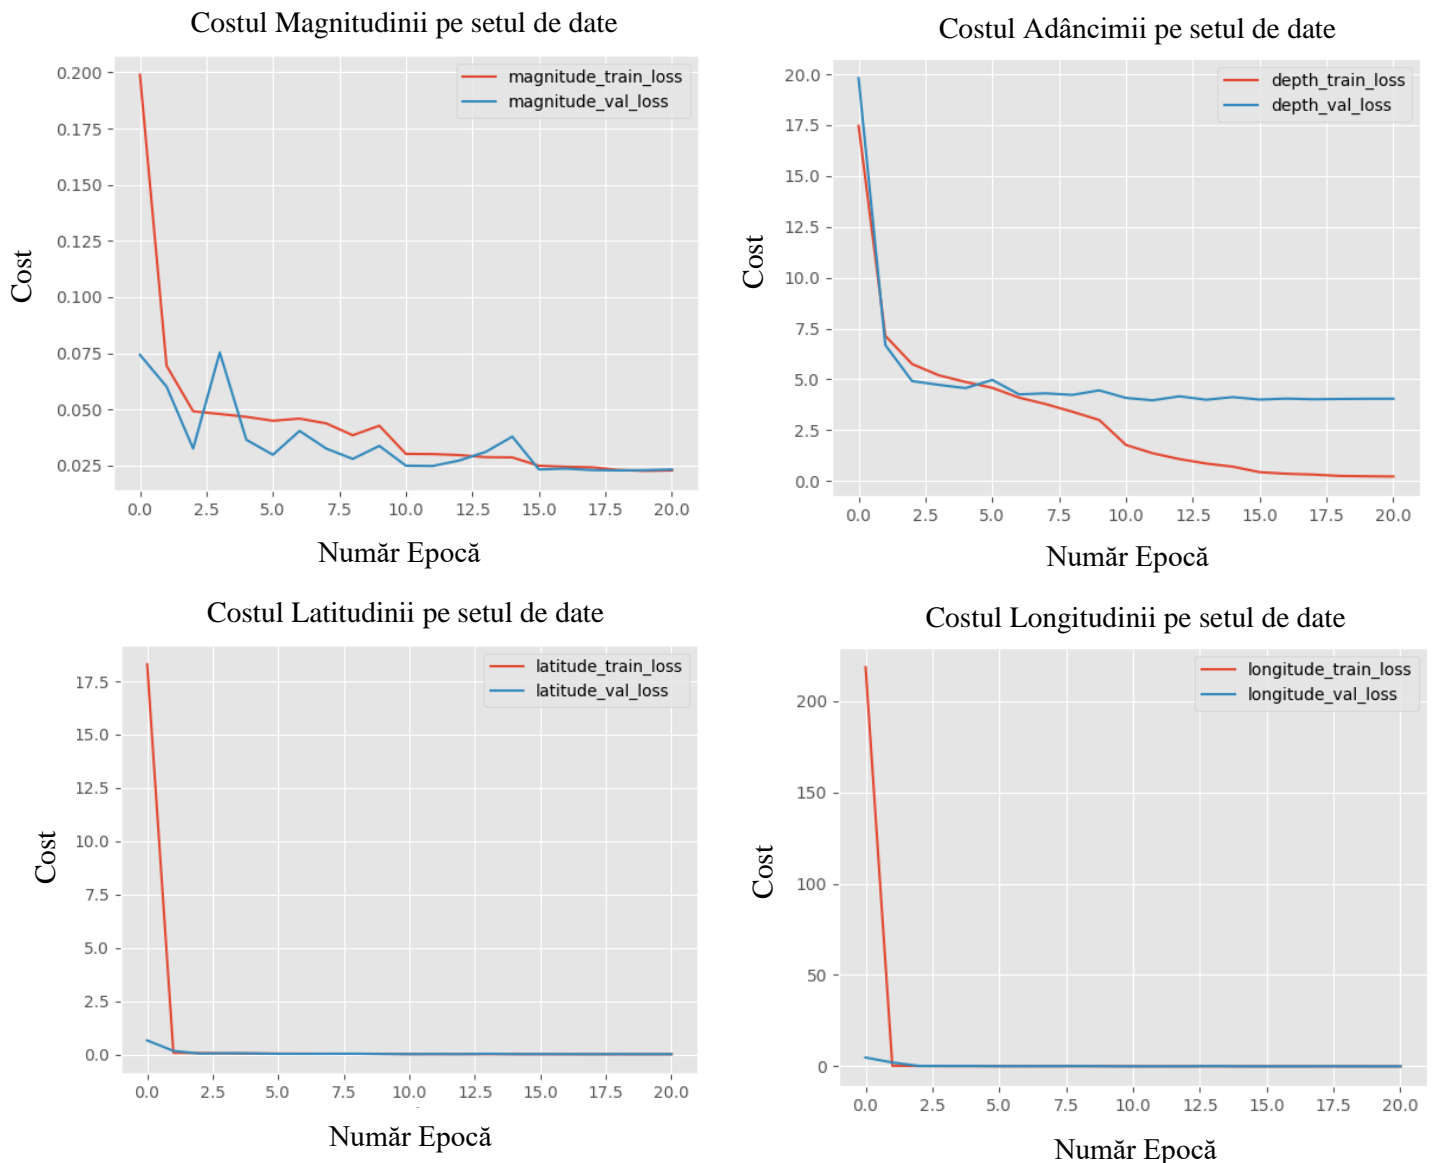 Costul Magnitudinii pe setul de date
magnitude_train_loss
magnitude_val_loss
0.200
0.175
0.150
0.125
0.100
0.075
0.050
0.025
Cost
0.0 2.5 5.0 7.5 10.0 12.5 15.0 17.5 20.0
Număr Epocă
Costul Adâncimii pe setul de date
depth_train_loss
depth_val_loss
20.0
17.5
15.0
12.5
10.0
7.5
5.0
2.5
0.0
Cost
0.0 2.5 5.0 7.5 10.0 12.5 15.0 17.5 20.0
Număr Epocă
Costul Latitudinii pe setul de date
latitude_train_loss
latitude_val_loss
17.5
15.0
12.5
10.0
7.5
5.0
2.5
0.0
Cost
0.0 2.5 5.0 7.5 10.0 12.5 15.0 17.5 20.0
Număr Epocă
Costul Longitudinii pe setul de date
longitude_train_loss
longitude_val_loss
200
150
100
50
0
Cost
0.0 2.5 5.0 7.5 10.0 12.5 15.0 17.5 20.0
Număr Epocă